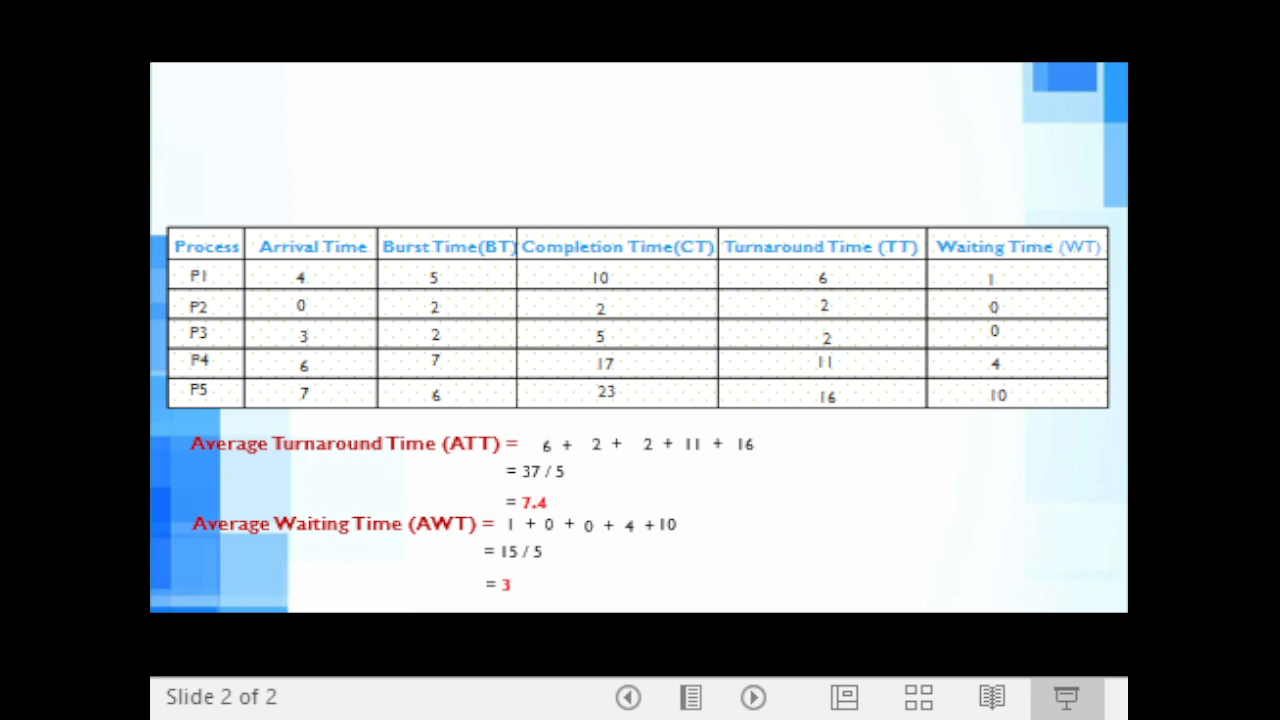 Process Arrival Time Burst Time(BT) Completion Time(CT) Turnaround Time (TT) Waiting Time (WT)
P1 4 5 10 6 1
P2 0 2 2 2 0
P3 3 2 5 2 0
P4 6 7 17 11 4
P5 7 6 23 16 10
Average Turnaround Time (ATT) = 6 + 2 + 2 + 11 + 16
= 37 / 5
= 7.4
Average Waiting Time (AWT) = 1 + 0 + 0 + 4 +10
= 15 / 5
= 3
Slide 2 of 2